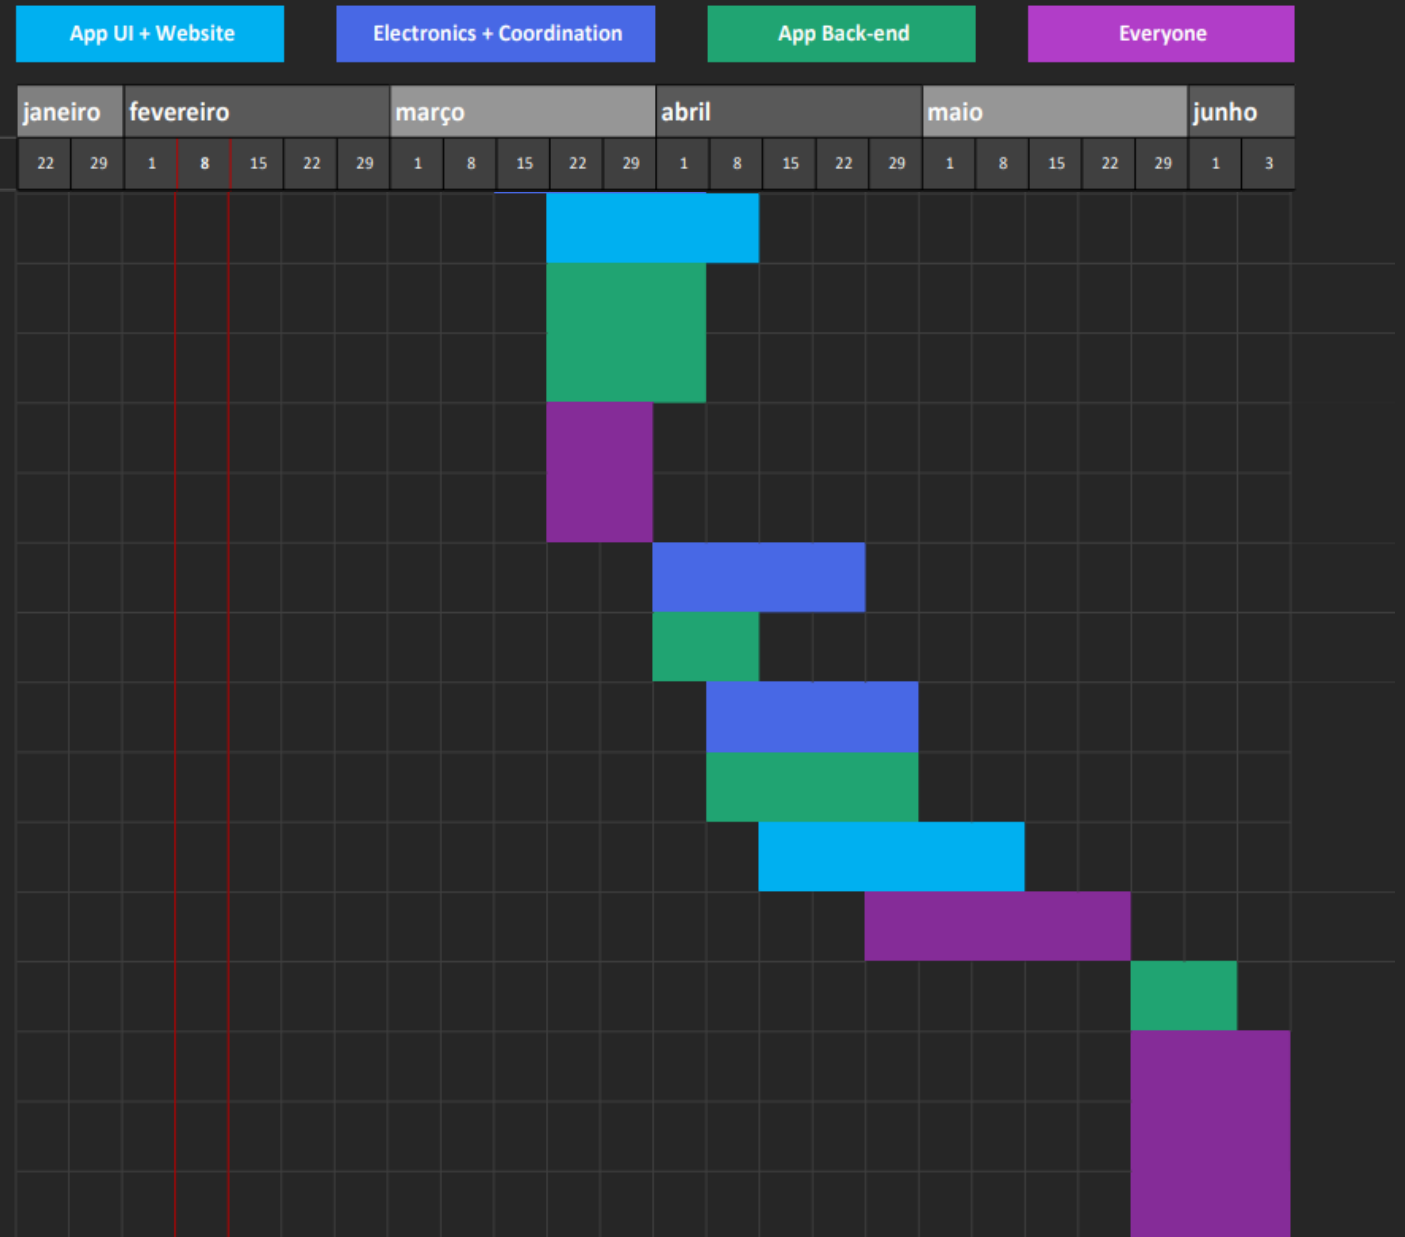 App UI + Website Electronics + Coordination App Back-end Everyone
janeiro fevereiro março abril maio junho
22 29 1 8 15 22 29 1 8 15 22 29 1 8 15 22 29 1 8 15 22 29 1 3